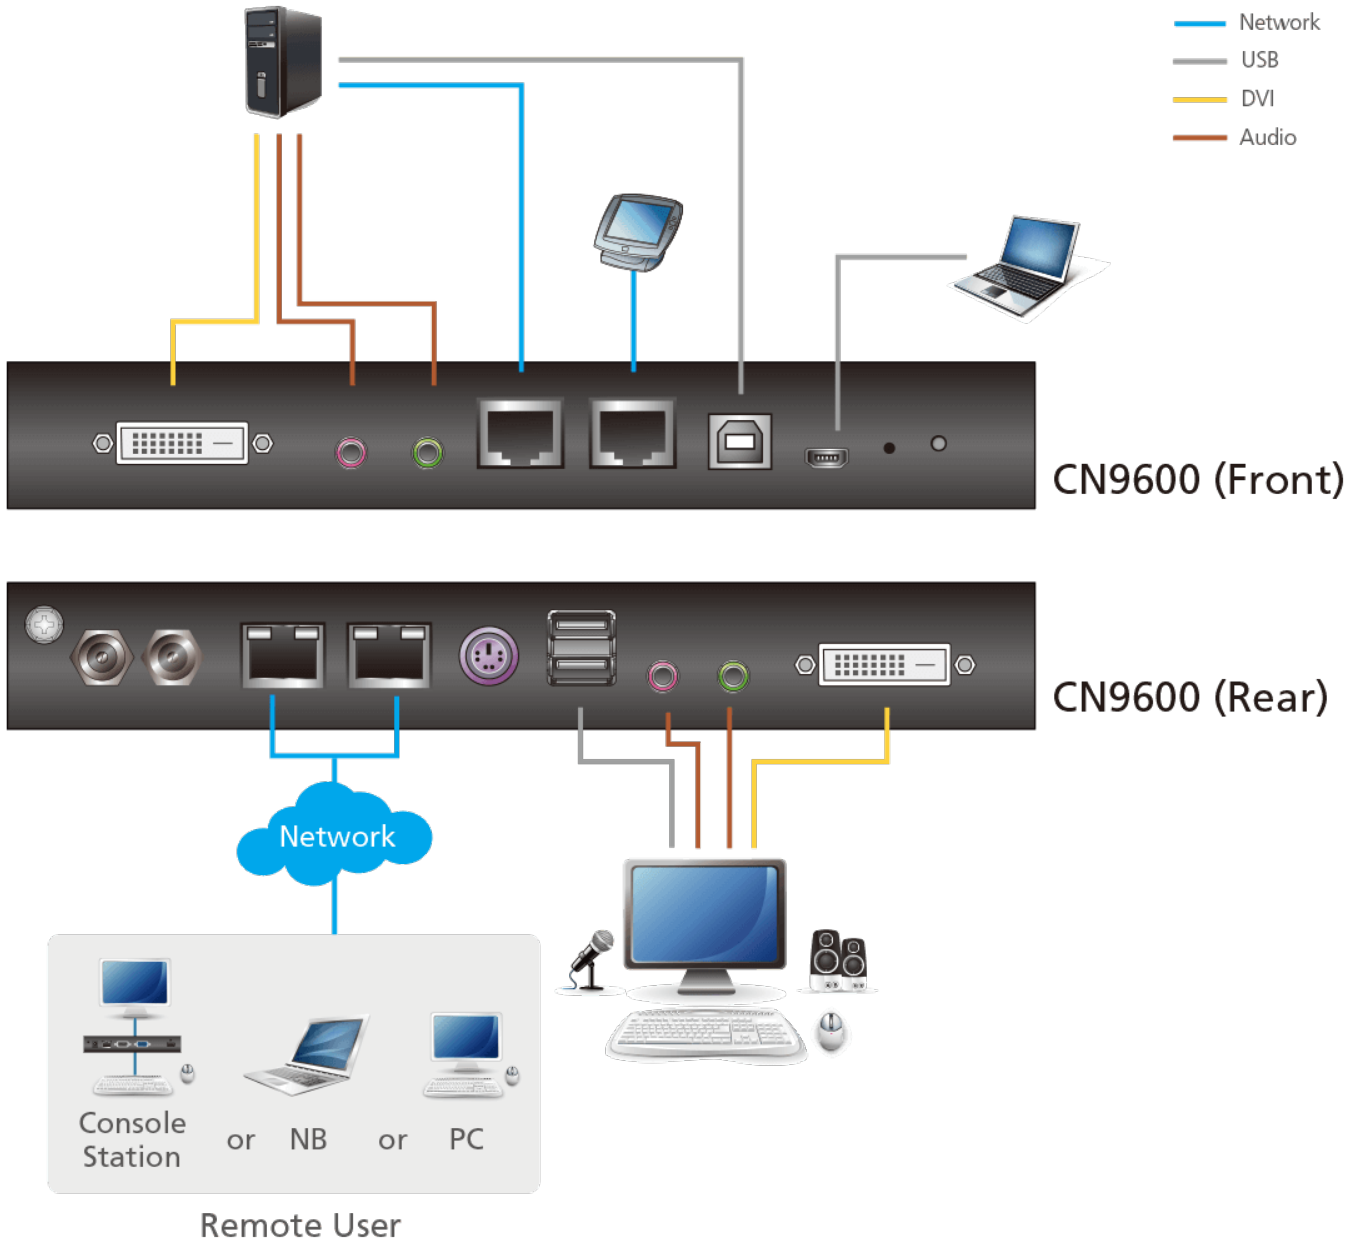 Network
USB
DVI
Audio
CN9600 (Front)
CN9600 (Rear)
Network
Console
Station
or
NB
or
PC
Remote User